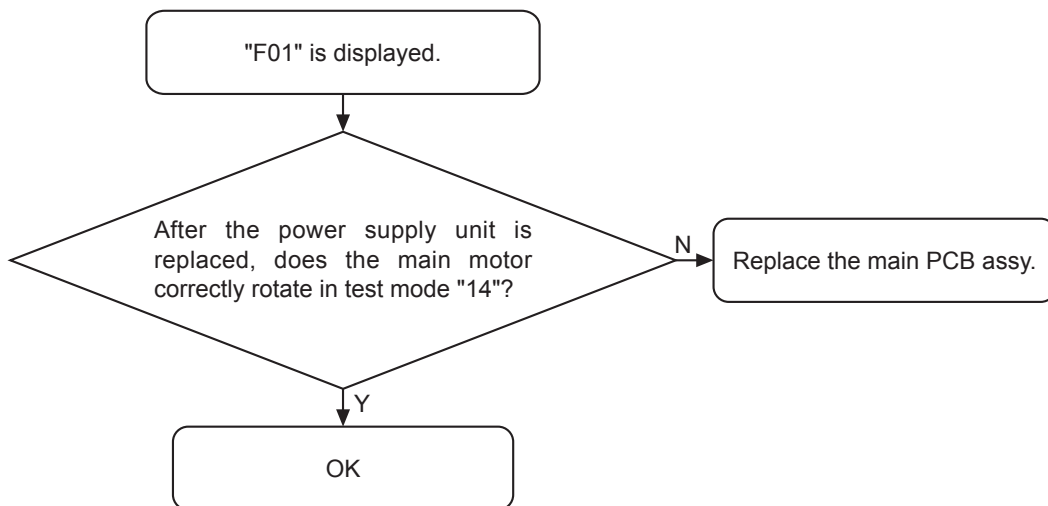 "F01" is displayed.
After the power supply unit is
replaced, does the main motor
correctly rotate in test mode "14"?
N
Replace the main PCB assy.
Y
OK